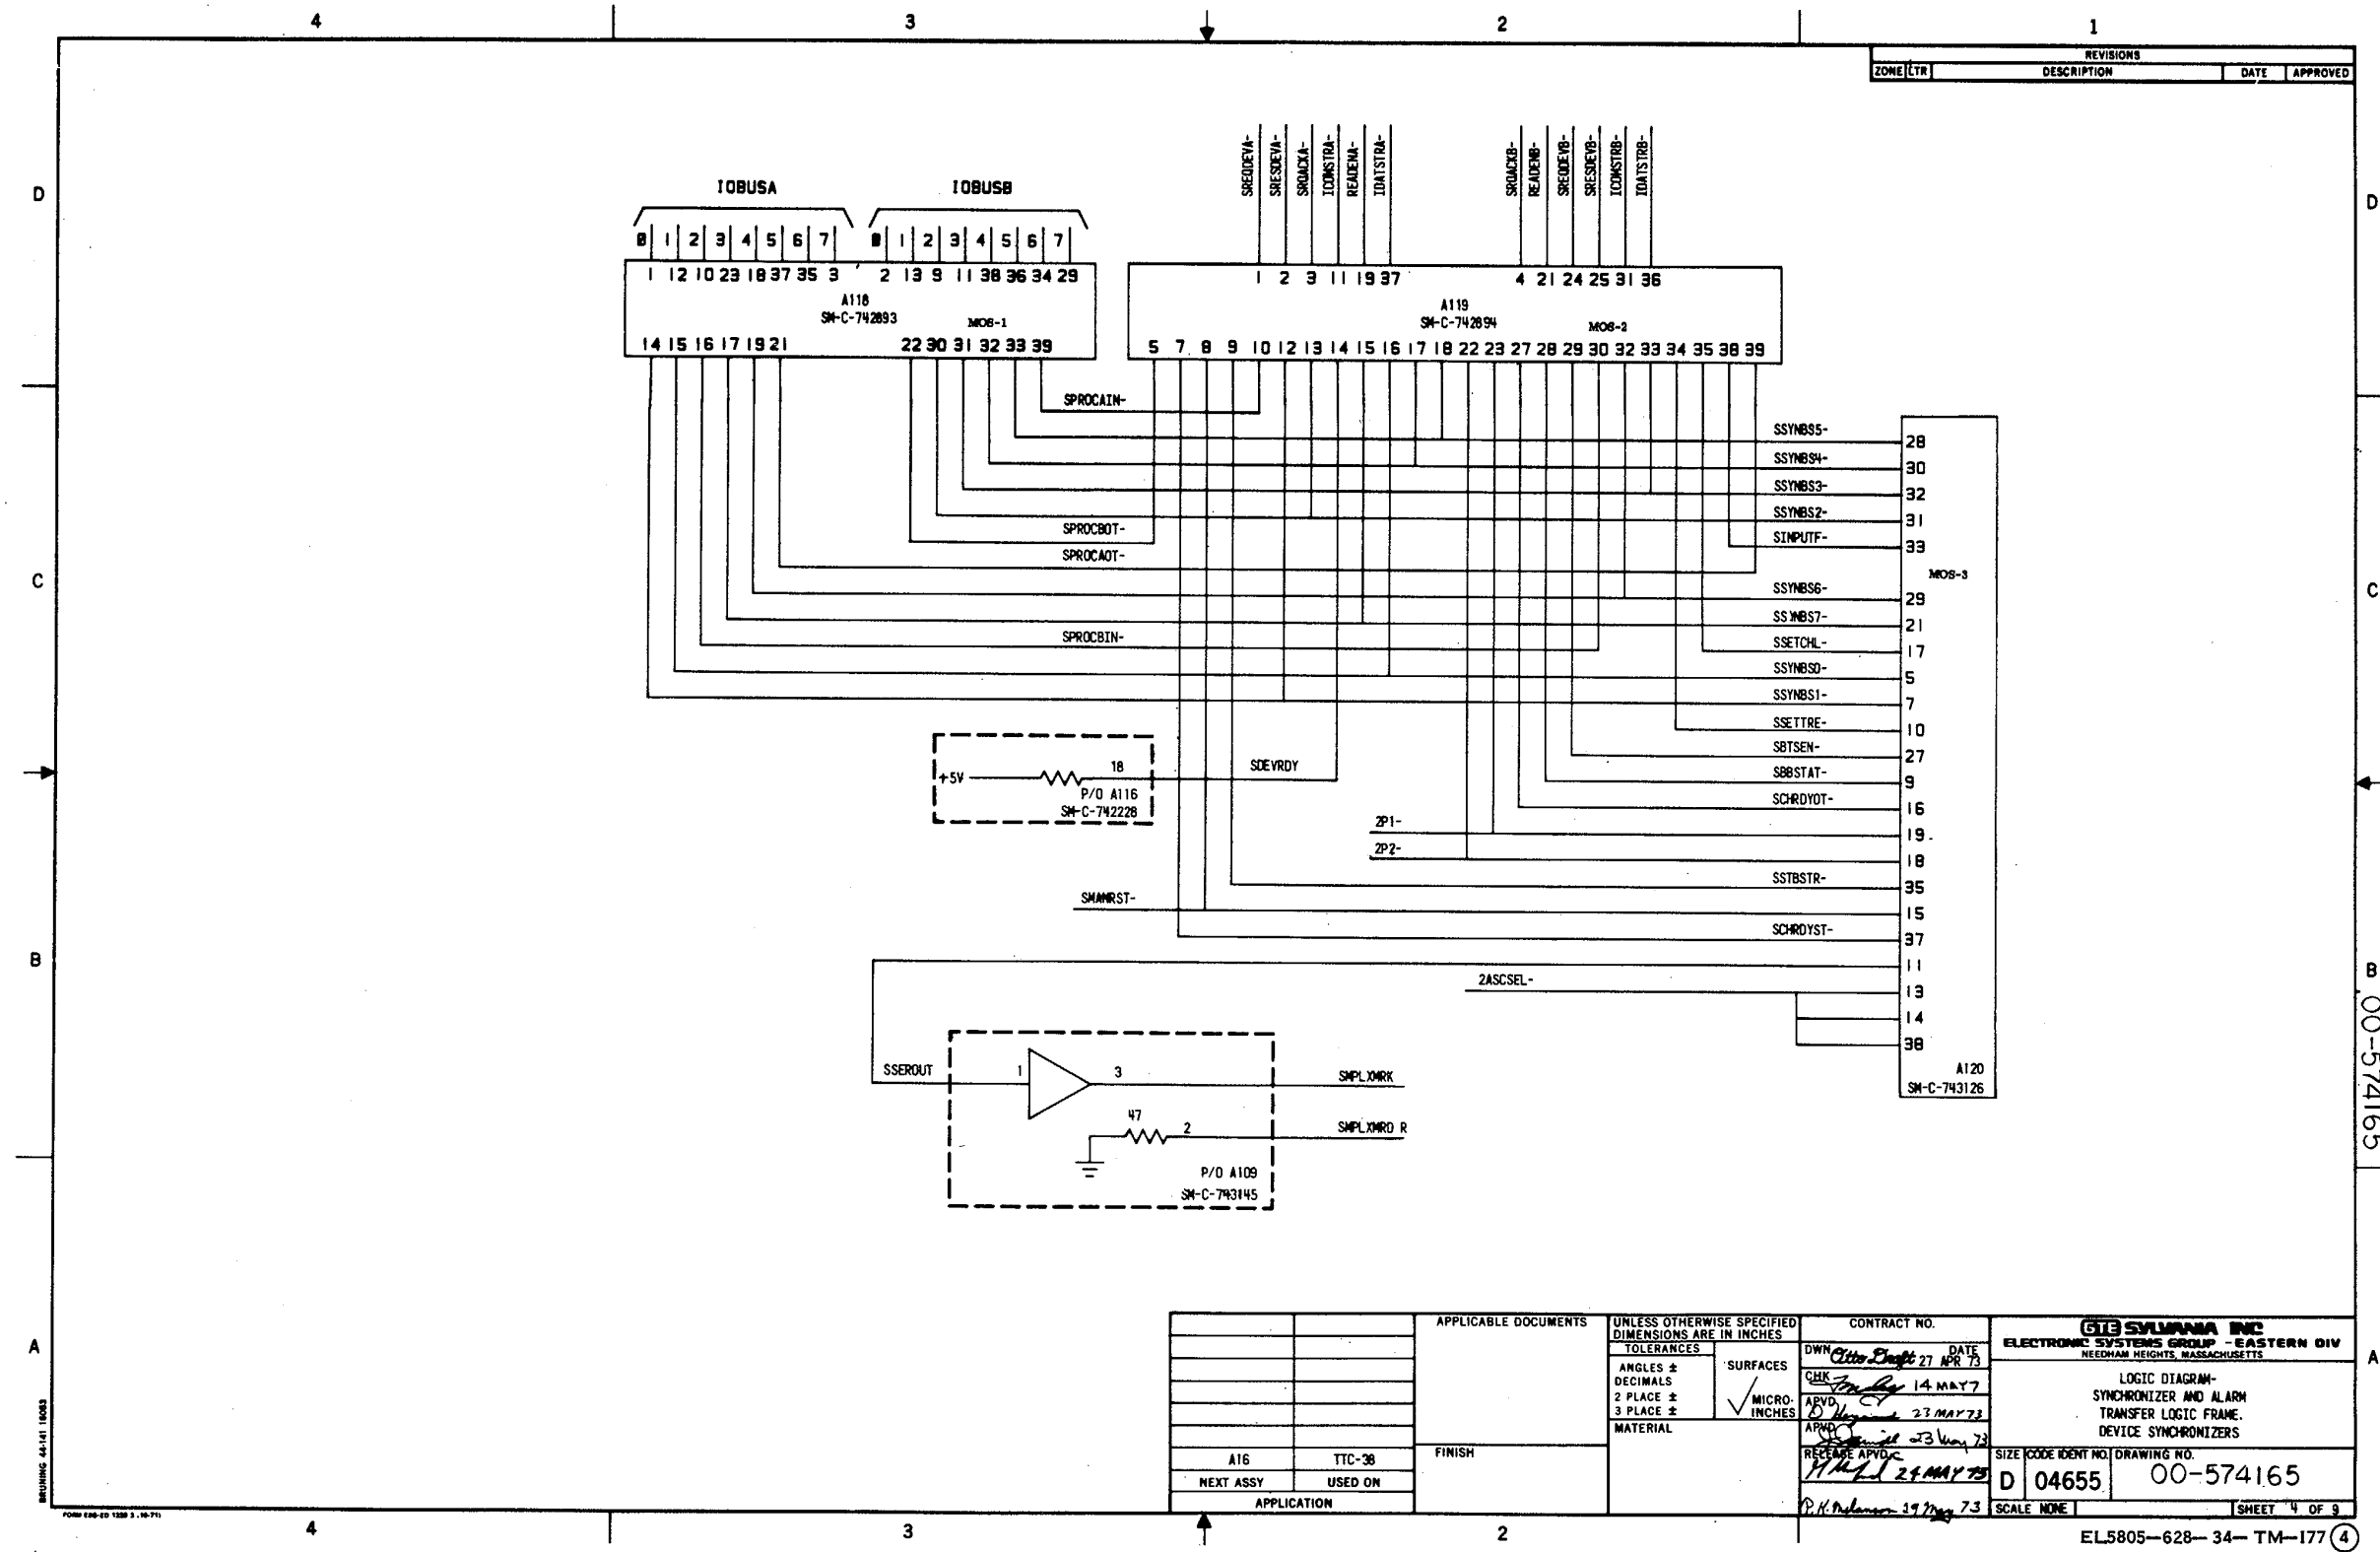 4 3 2 1
REVISIONS
ZONE LTR DESCRIPTION DATE APPROVED
D D
IOBUSA IOBUSB
0 1 2 3 4 5 6 7 0 1 2 3 4 5 6 7
1 12 10 23 18 37 35 3 2 13 9 11 38 36 34 29
A118
SM-C-742893
MOS-1
14 15 16 17 19 21 22 30 31 32 33 39
SREQDEVA-
SRESDEVA-
SRQACKA-
ICOMSTRA-
READENA-
IDATSTRA-
SRQACKB-
READENB-
SREQDEVB-
SRESDEVB-
ICOMSTRB-
IDATSTRB-
1 2 3 11 19 37 4 21 24 25 31 36
A119
SM-C-742894
MOS-2
5 7 8 9 10 12 13 14 15 16 17 18 22 23 27 28 29 30 32 33 34 35 38 39
SPROCAIN-
SSYNBS5- 28
SSYNBS4- 30
SSYNBS3- 32
SSYNBS2- 31
SPROCBOT-
SINPUTF- 33
SPROCAOT-
MOS-3
C C
SSYNBS6- 29
SSYNBS7- 21
SPROCBIN-
SSETCHL- 17
SSYNBS0- 5
SSYNBS1- 7
SSETTRE- 10
SBTSEN- 27
SBBSTAT- 9
SCHRDYOT- 16
+5V 18 SDEVRDY
P/O A116
SM-C-742228
2P1- 19
2P2- 18
SSTBSTR- 35
SMANRST- 15
SCHRDYST- 37
B B
11
2ASCSEL- 13
14
38
A120
SM-C-743126
SSEROUT 1 3 SMPLXMRK
47 2 SMPLXMRD R
P/O A109
SM-C-743145
00-574165
A A
APPLICABLE DOCUMENTS
FINISH
A16 TTC-38
NEXT ASSY USED ON
APPLICATION
UNLESS OTHERWISE SPECIFIED
DIMENSIONS ARE IN INCHES
TOLERANCES
ANGLES ±
DECIMALS
2 PLACE ±
3 PLACE ±
SURFACES
MICRO-
INCHES
MATERIAL
CONTRACT NO.
DWN Otto Draft 27 APR 73 DATE
CHK 14 MAY 7
APVD 23 MAY 73
APVD 23 May 73
RELEASE APVD 24 MAY 73
P.K. Melanson 29 May 73
GTE SYLVANIA INC
ELECTRONIC SYSTEMS GROUP - EASTERN DIV
NEEDHAM HEIGHTS, MASSACHUSETTS
LOGIC DIAGRAM-
SYNCHRONIZER AND ALARM
TRANSFER LOGIC FRAME.
DEVICE SYNCHRONIZERS
SIZE CODE IDENT NO. DRAWING NO.
D 04655 00-574165
SCALE NONE SHEET 4 OF 9
BRUNING 44-141 16083
4 3 2
EL5805-628-34-TM-177 4